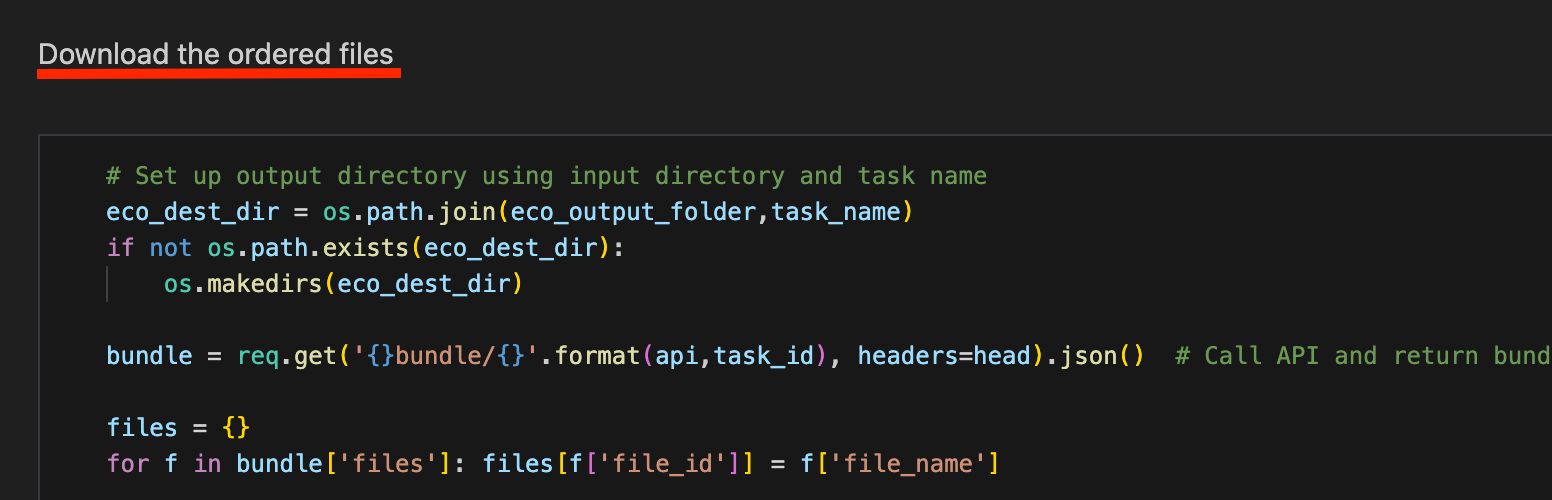 Download the ordered files
# Set up output directory using input directory and task name
eco_dest_dir = os.path.join(eco_output_folder,task_name)
if not os.path.exists(eco_dest_dir):
    os.makedirs(eco_dest_dir)
bundle = req.get('{}bundle/{}'.format(api,task_id), headers=head).json()  # Call API and return bund
files = {}
for f in bundle['files']: files[f['file_id']] = f['file_name']